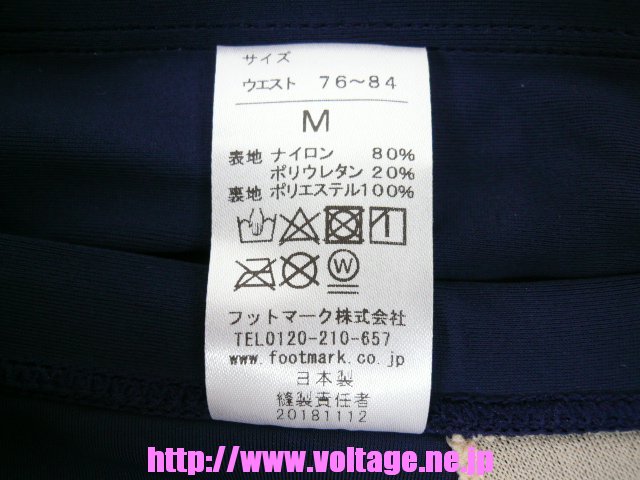 サイズ
ウエスト 76～84
M
表地 ナイロン 80%
ポリウレタン 20%
裏地 ポリエステル100%
W
フットマーク株式会社
TEL0120-210-657
www.footmark.co.jp
日本製
縫製責任者
20181112
http://www.voltage.ne.jp